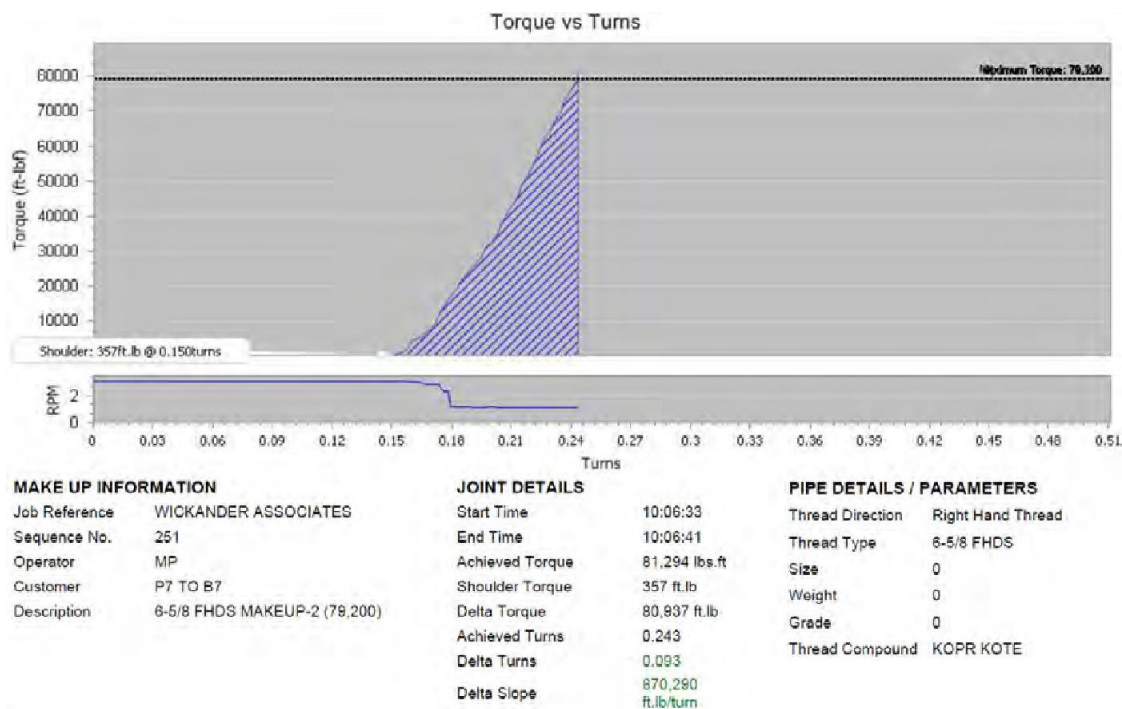 Torque vs Turns
Maximum Torque: 79,200
80000
70000
60000
50000
40000
30000
20000
10000
Torque (ft-lbf)
Shoulder: 357ft.lb @ 0.150turns
RPM
2
0
0 0.03 0.06 0.09 0.12 0.15 0.18 0.21 0.24 0.27 0.3 0.33 0.36 0.39 0.42 0.45 0.48 0.51
Turns
MAKE UP INFORMATION
Job Reference WICKANDER ASSOCIATES
Sequence No. 251
Operator MP
Customer P7 TO B7
Description 6-5/8 FHDS MAKEUP-2 (79,200)
JOINT DETAILS
Start Time 10:06:33
End Time 10:06:41
Achieved Torque 81,294 lbs.ft
Shoulder Torque 357 ft.lb
Delta Torque 80,937 ft.lb
Achieved Turns 0.243
Delta Turns 0.093
Delta Slope 870,290
ft.lb/turn
PIPE DETAILS / PARAMETERS
Thread Direction Right Hand Thread
Thread Type 6-5/8 FHDS
Size 0
Weight 0
Grade 0
Thread Compound KOPR KOTE